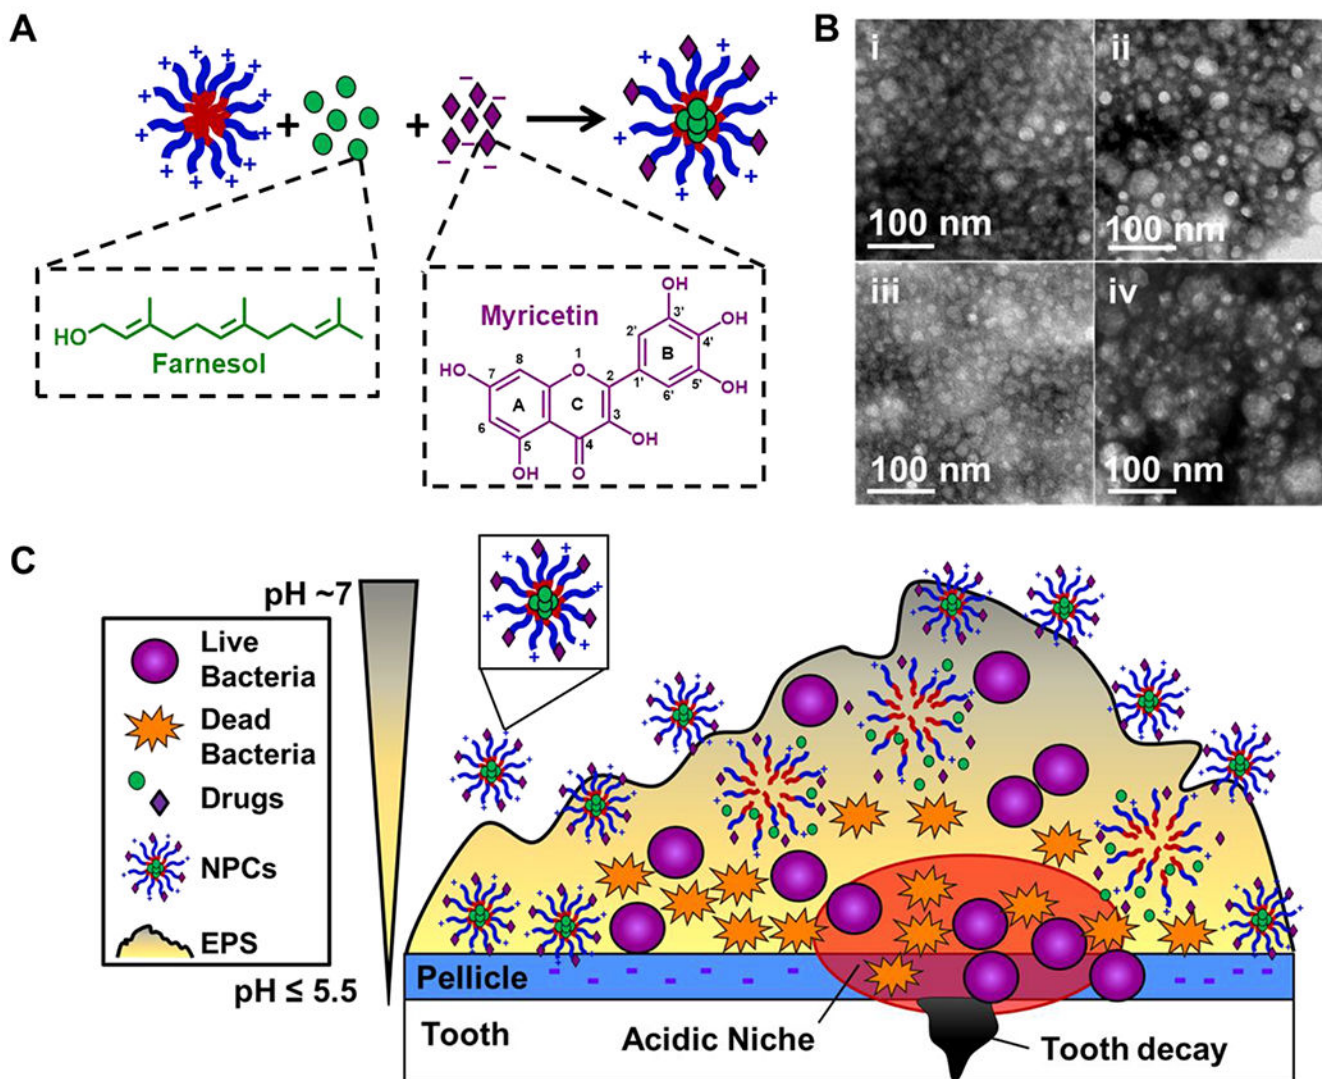 A
+
+
HO
Farnesol
Myricetin
OH
3'
OH
2'
4'
B
8
1
O
HO
7
2
1'
5'
OH
6'
A
C
6
3
5
4
OH
OH
O
B
i
ii
100 nm
100 nm
iii
iv
100 nm
100 nm
C
pH ~7
Live
Bacteria
Dead
Bacteria
Drugs
NPCs
EPS
pH ≤ 5.5
Pellicle
Tooth
Acidic Niche
Tooth decay